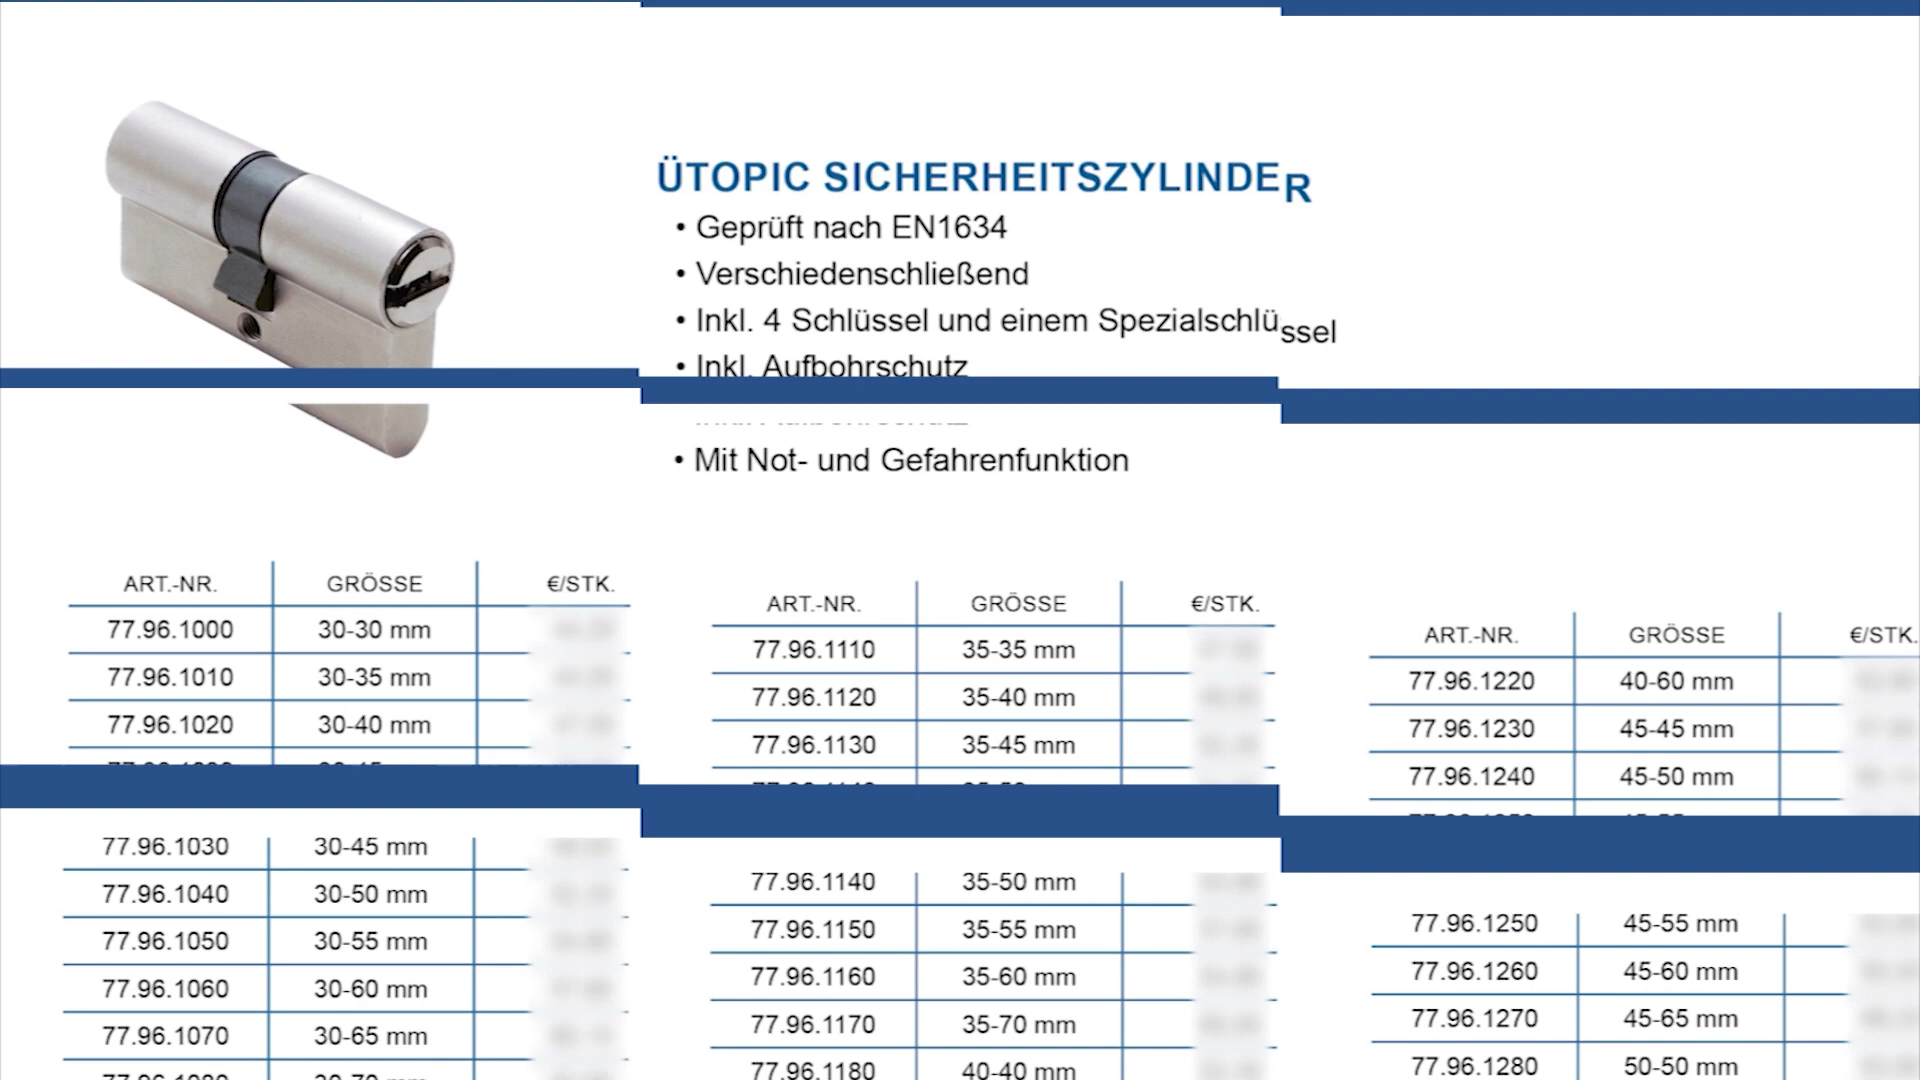 ÜTOPIC SICHERHEITSZYLINDER
• Geprüft nach EN1634
• Verschiedenschließend
• Inkl. 4 Schlüssel und einem Spezialschlüssel
• Inkl. Aufbohrschutz
• Mit Not- und Gefahrenfunktion
ART.-NR. GRÖSSE €/STK.
77.96.1000 30-30 mm
77.96.1010 30-35 mm
77.96.1020 30-40 mm
77.96.1030 30-45 mm
77.96.1040 30-50 mm
77.96.1050 30-55 mm
77.96.1060 30-60 mm
77.96.1070 30-65 mm
ART.-NR. GRÖSSE €/STK.
77.96.1110 35-35 mm
77.96.1120 35-40 mm
77.96.1130 35-45 mm
77.96.1140 35-50 mm
77.96.1150 35-55 mm
77.96.1160 35-60 mm
77.96.1170 35-70 mm
77.96.1180 40-40 mm
ART.-NR. GRÖSSE €/STK.
77.96.1220 40-60 mm
77.96.1230 45-45 mm
77.96.1240 45-50 mm
77.96.1250 45-55 mm
77.96.1260 45-60 mm
77.96.1270 45-65 mm
77.96.1280 50-50 mm